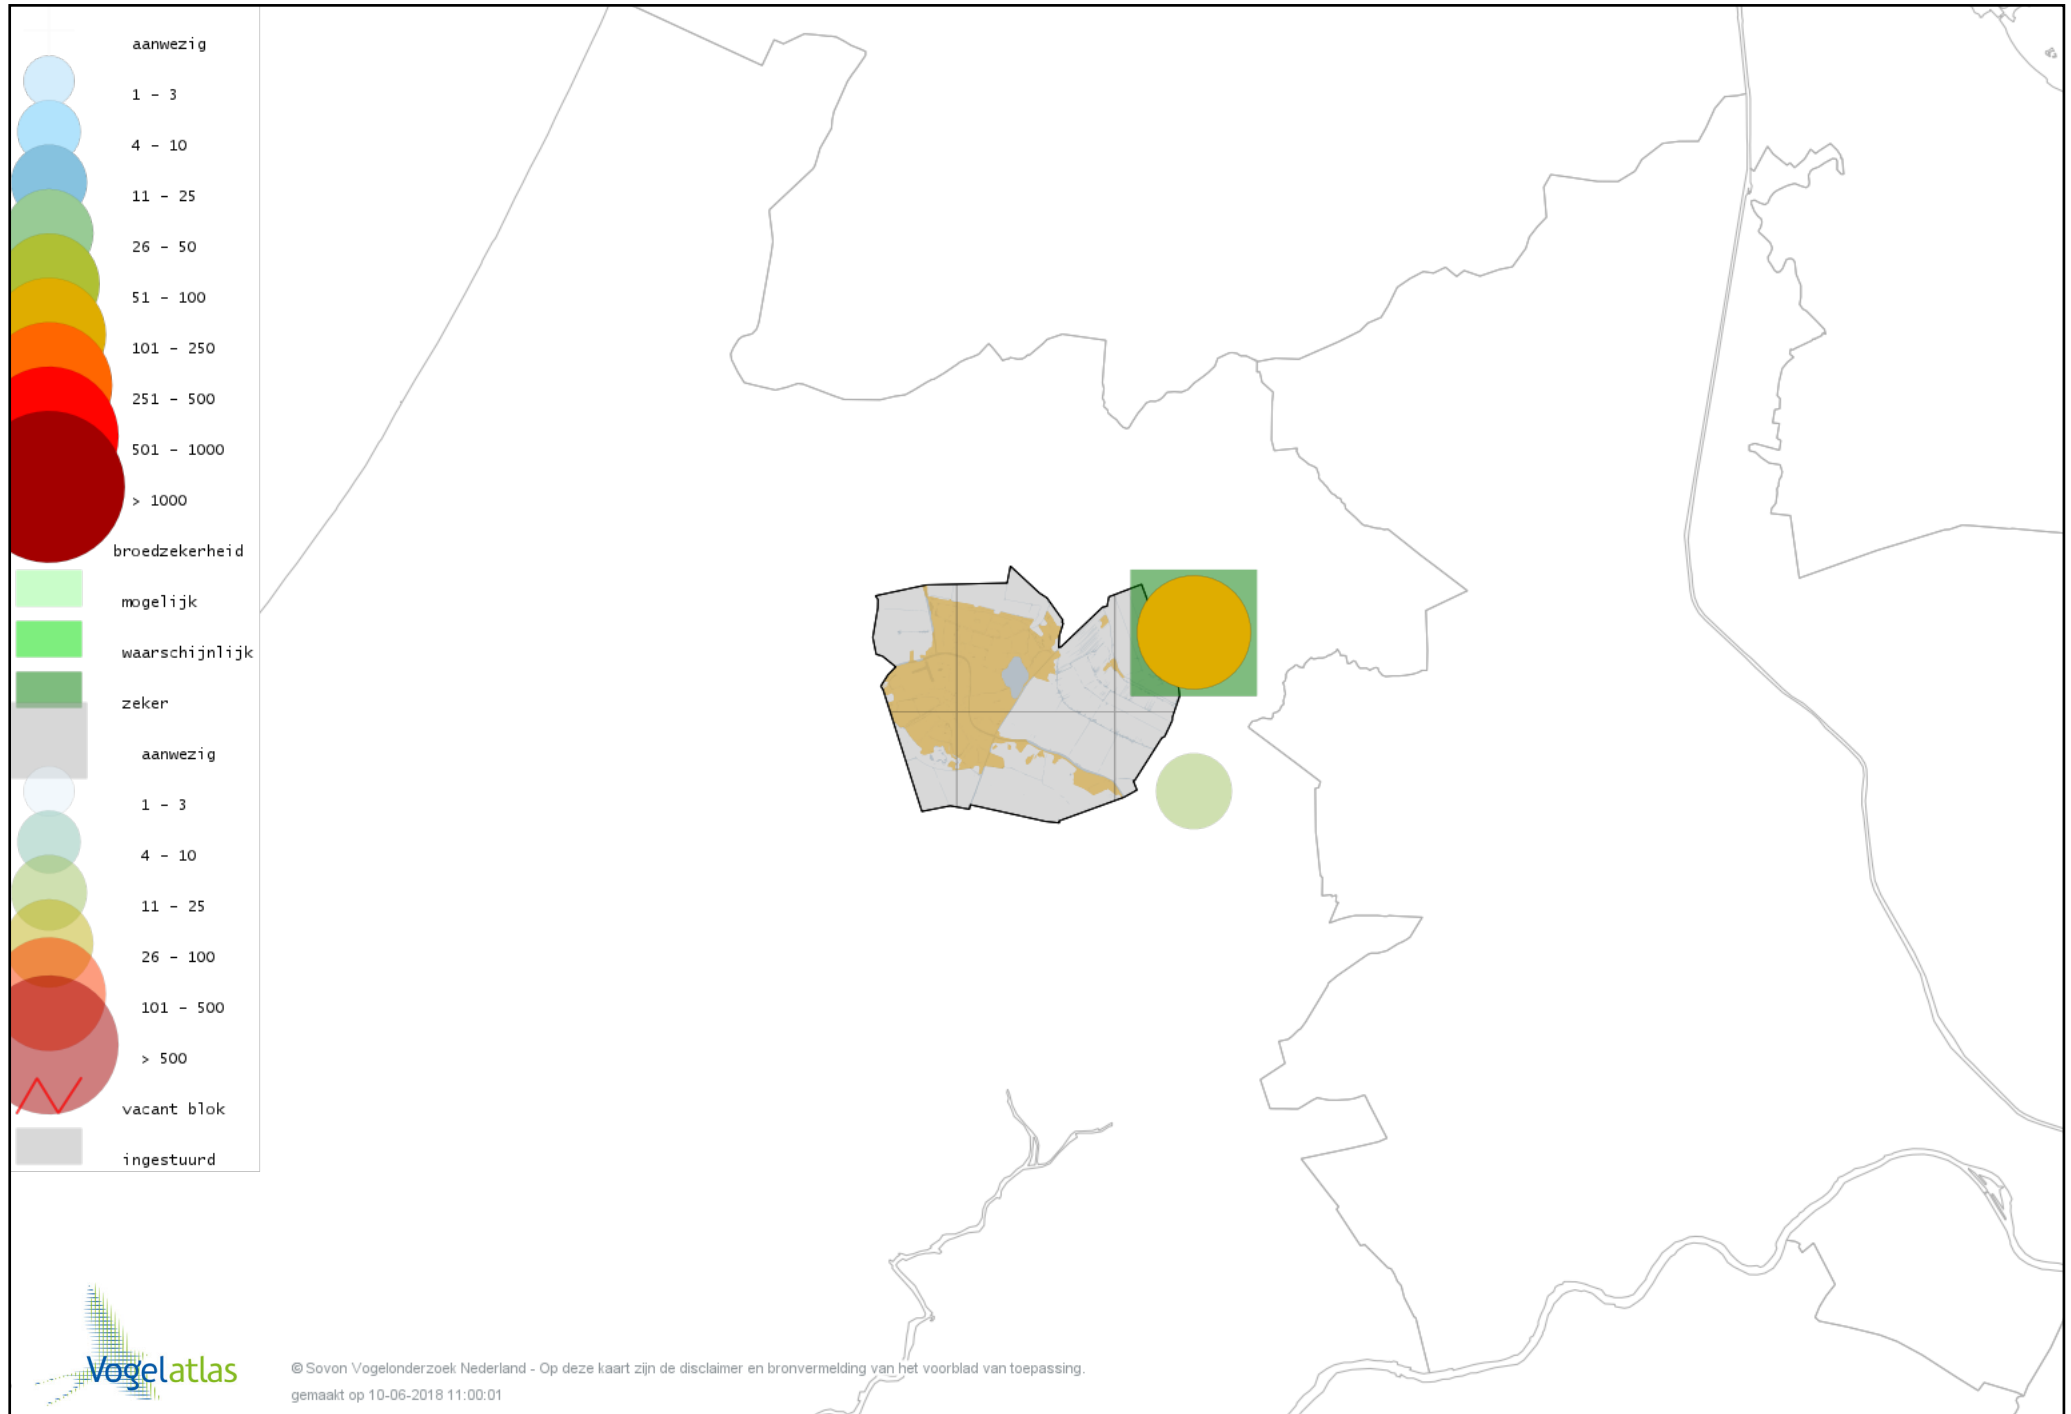 aanwezig
1 - 3
4 - 10
11 - 25
26 - 50
51 - 100
101 - 250
251 - 500
501 - 1000
> 1000
broedzekerheid
mogelijk
waarschijnlijk
zeker
aanwezig
1 - 3
4 - 10
11 - 25
26 - 100
101 - 500
> 500
vacant blok
ingestuurd
Vogelatlas
© Sovon Vogelonderzoek Nederland - Op deze kaart zijn de disclaimer en bronvermelding van het voorblad van toepassing.
gemaakt op 10-06-2018 11:00:01